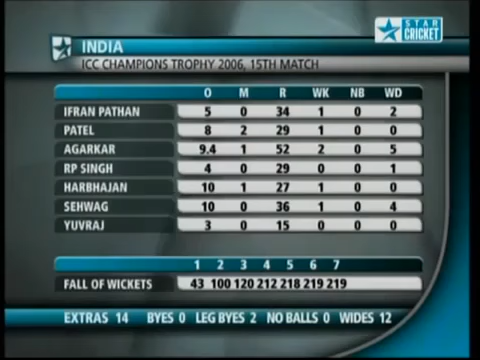 STAR
CRICKET
INDIA
ICC CHAMPIONS TROPHY 2006, 15TH MATCH
O M R WK NB WD
IFRAN PATHAN 5 0 34 1 0 2
PATEL 8 2 29 1 0 0
AGARKAR 9.4 1 52 2 0 5
RP SINGH 4 0 29 0 0 1
HARBHAJAN 10 1 27 1 0 0
SEHWAG 10 0 36 1 0 4
YUVRAJ 3 0 15 0 0 0
1 2 3 4 5 6 7
FALL OF WICKETS 43 100 120 212 218 219 219
EXTRAS 14 BYES 0 LEG BYES 2 NO BALLS 0 WIDES 12